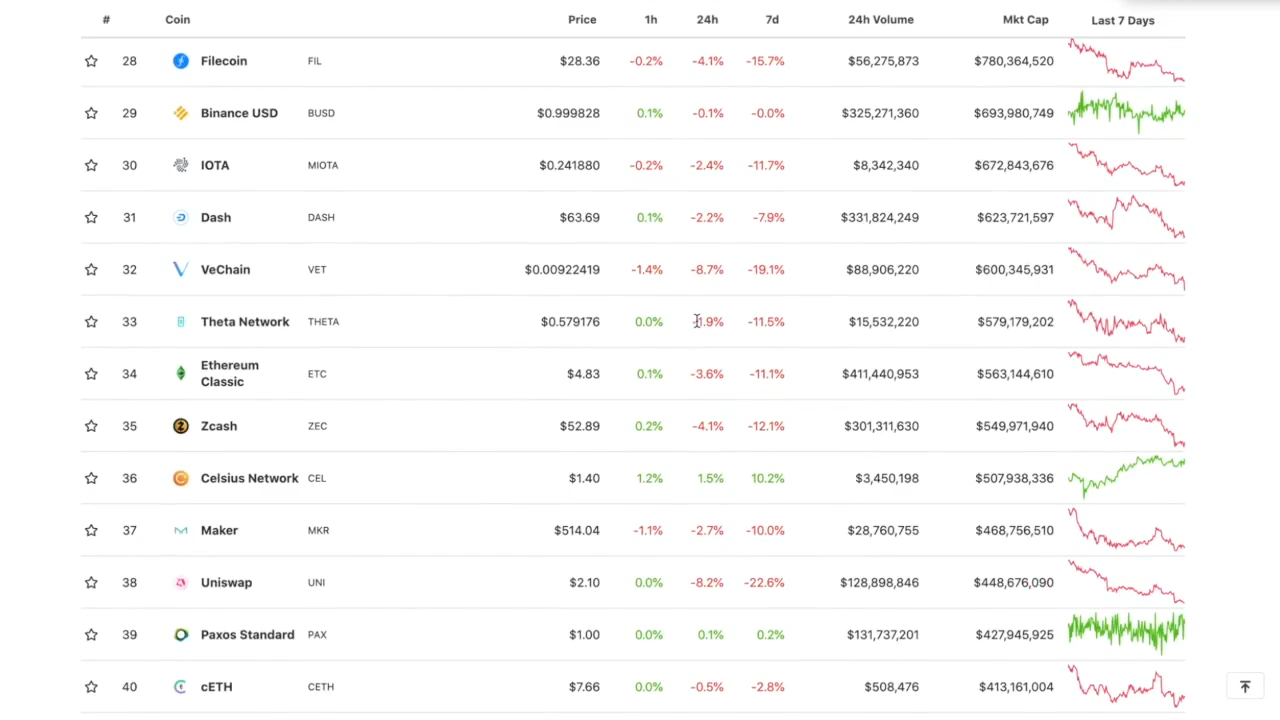 # Coin Price 1h 24h 7d 24h Volume Mkt Cap Last 7 Days
28 Filecoin FIL $28.36 -0.2% -4.1% -15.7% $56,275,873 $780,364,520
29 Binance USD BUSD $0.999828 0.1% -0.1% -0.0% $325,271,360 $693,980,749
30 IOTA MIOTA $0.241880 -0.2% -2.4% -11.7% $8,342,340 $672,843,676
31 Dash DASH $63.69 0.1% -2.2% -7.9% $331,824,249 $623,721,597
32 VeChain VET $0.00922419 -1.4% -8.7% -19.1% $88,906,220 $600,345,931
33 Theta Network THETA $0.579176 0.0% -11.5% $15,532,220 $579,179,202
34 Ethereum Classic ETC $4.83 0.1% -3.6% -11.1% $411,440,953 $563,144,610
35 Zcash ZEC $52.89 0.2% -4.1% -12.1% $301,311,630 $549,971,940
36 Celsius Network CEL $1.40 1.2% 1.5% 10.2% $3,450,198 $507,938,336
37 Maker MKR $514.04 -1.1% -2.7% -10.0% $28,760,755 $468,756,510
38 Uniswap UNI $2.10 0.0% -8.2% -22.6% $128,898,846 $448,676,090
39 Paxos Standard PAX $1.00 0.0% 0.1% 0.2% $131,737,201 $427,945,925
40 cETH CETH $7.66 0.0% -0.5% -2.8% $508,476 $413,161,004